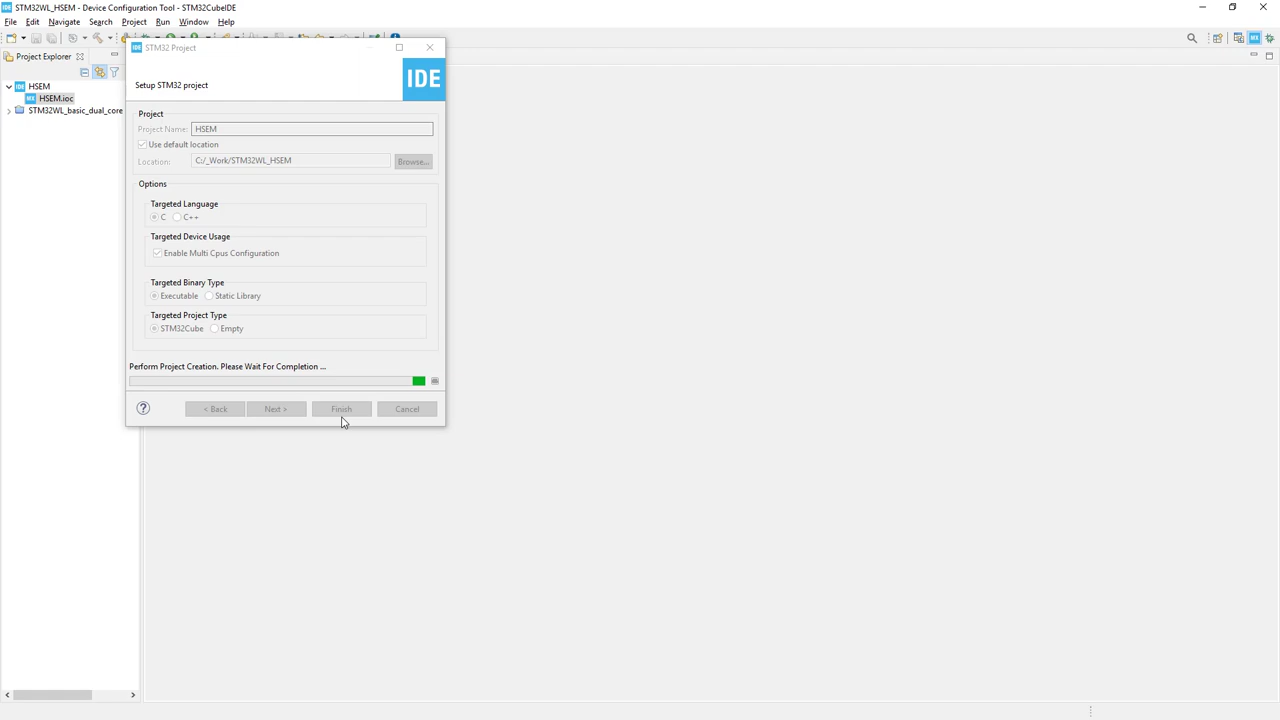 STM32WL_HSEM - Device Configuration Tool - STM32CubeIDE
File Edit Navigate Search Project Run Window Help
IDE STM32 Project
Project Explorer
Setup STM32 project
IDE
IDE HSEM
MX HSEM.ioc
STM32WL_basic_dual_core
Project
Project Name: HSEM
Use default location
Location: C:/_Work/STM32WL_HSEM Browse...
Options
Targeted Language
C C++
Targeted Device Usage
Enable Multi Cpus Configuration
Targeted Binary Type
Executable Static Library
Targeted Project Type
STM32Cube Empty
Perform Project Creation. Please Wait For Completion ...
? < Back Next > Finish Cancel